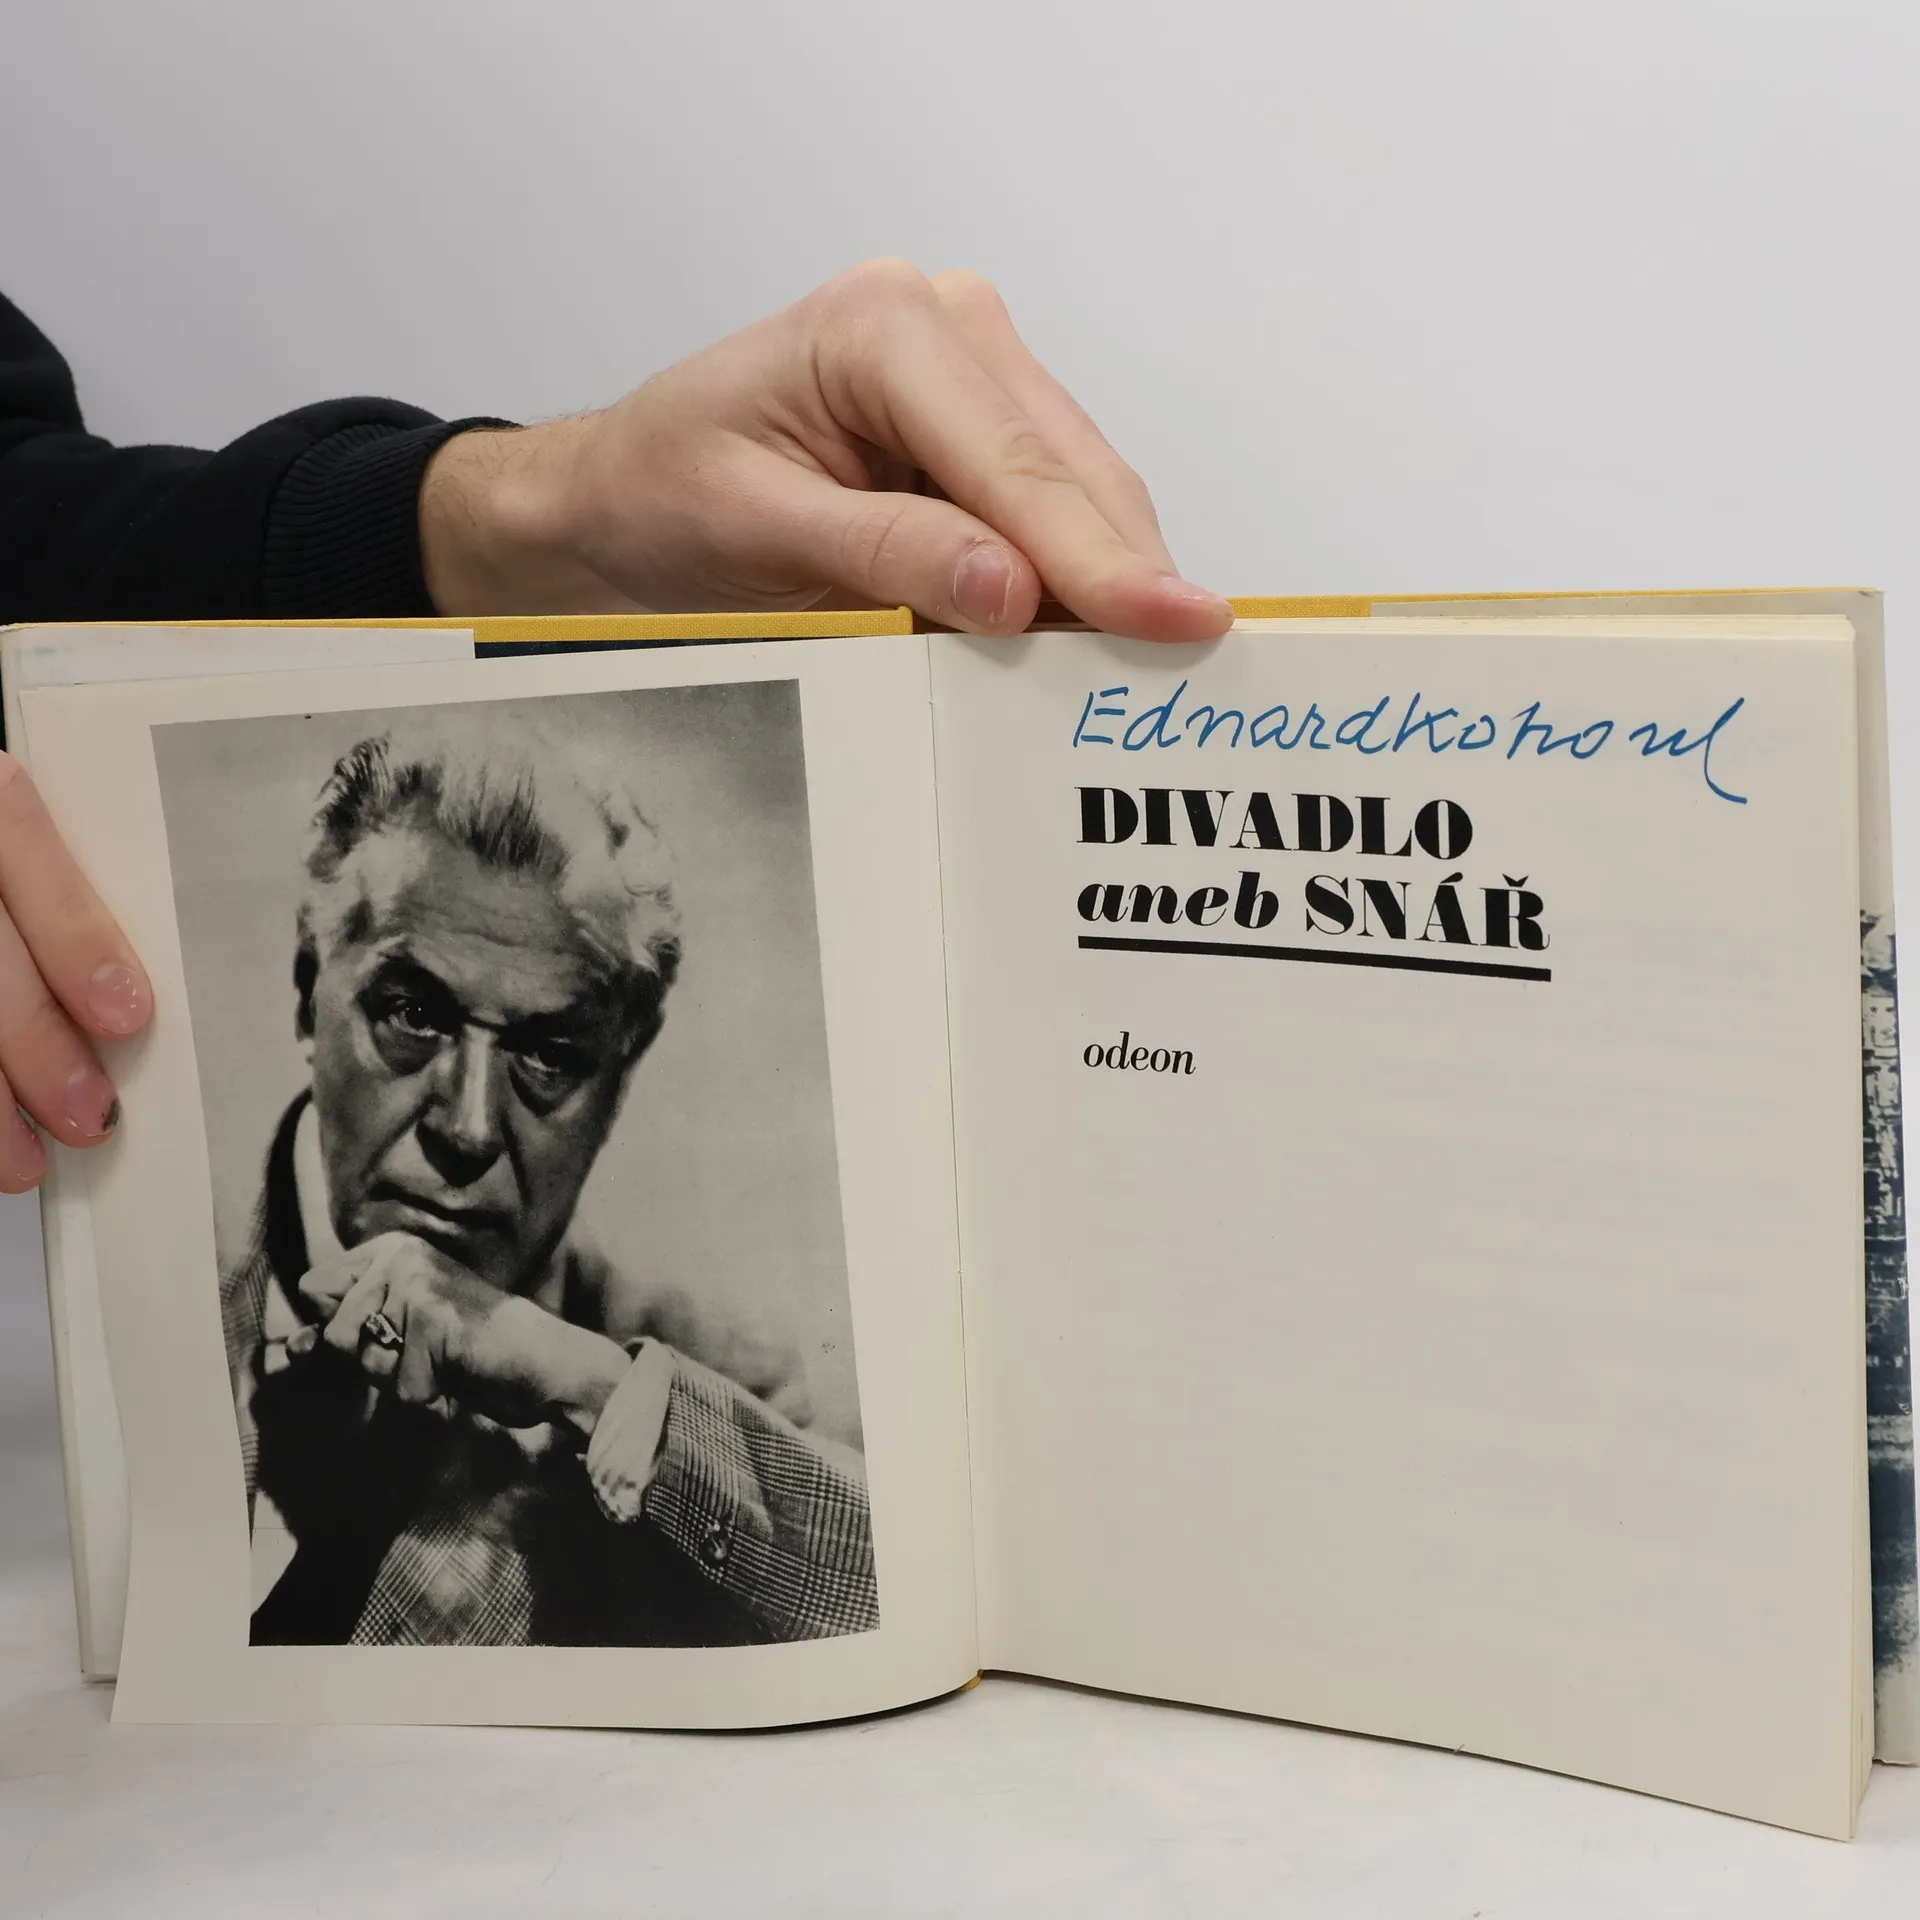 Eduard Kohout
DIVADLO
aneb SNÁŘ
odeon